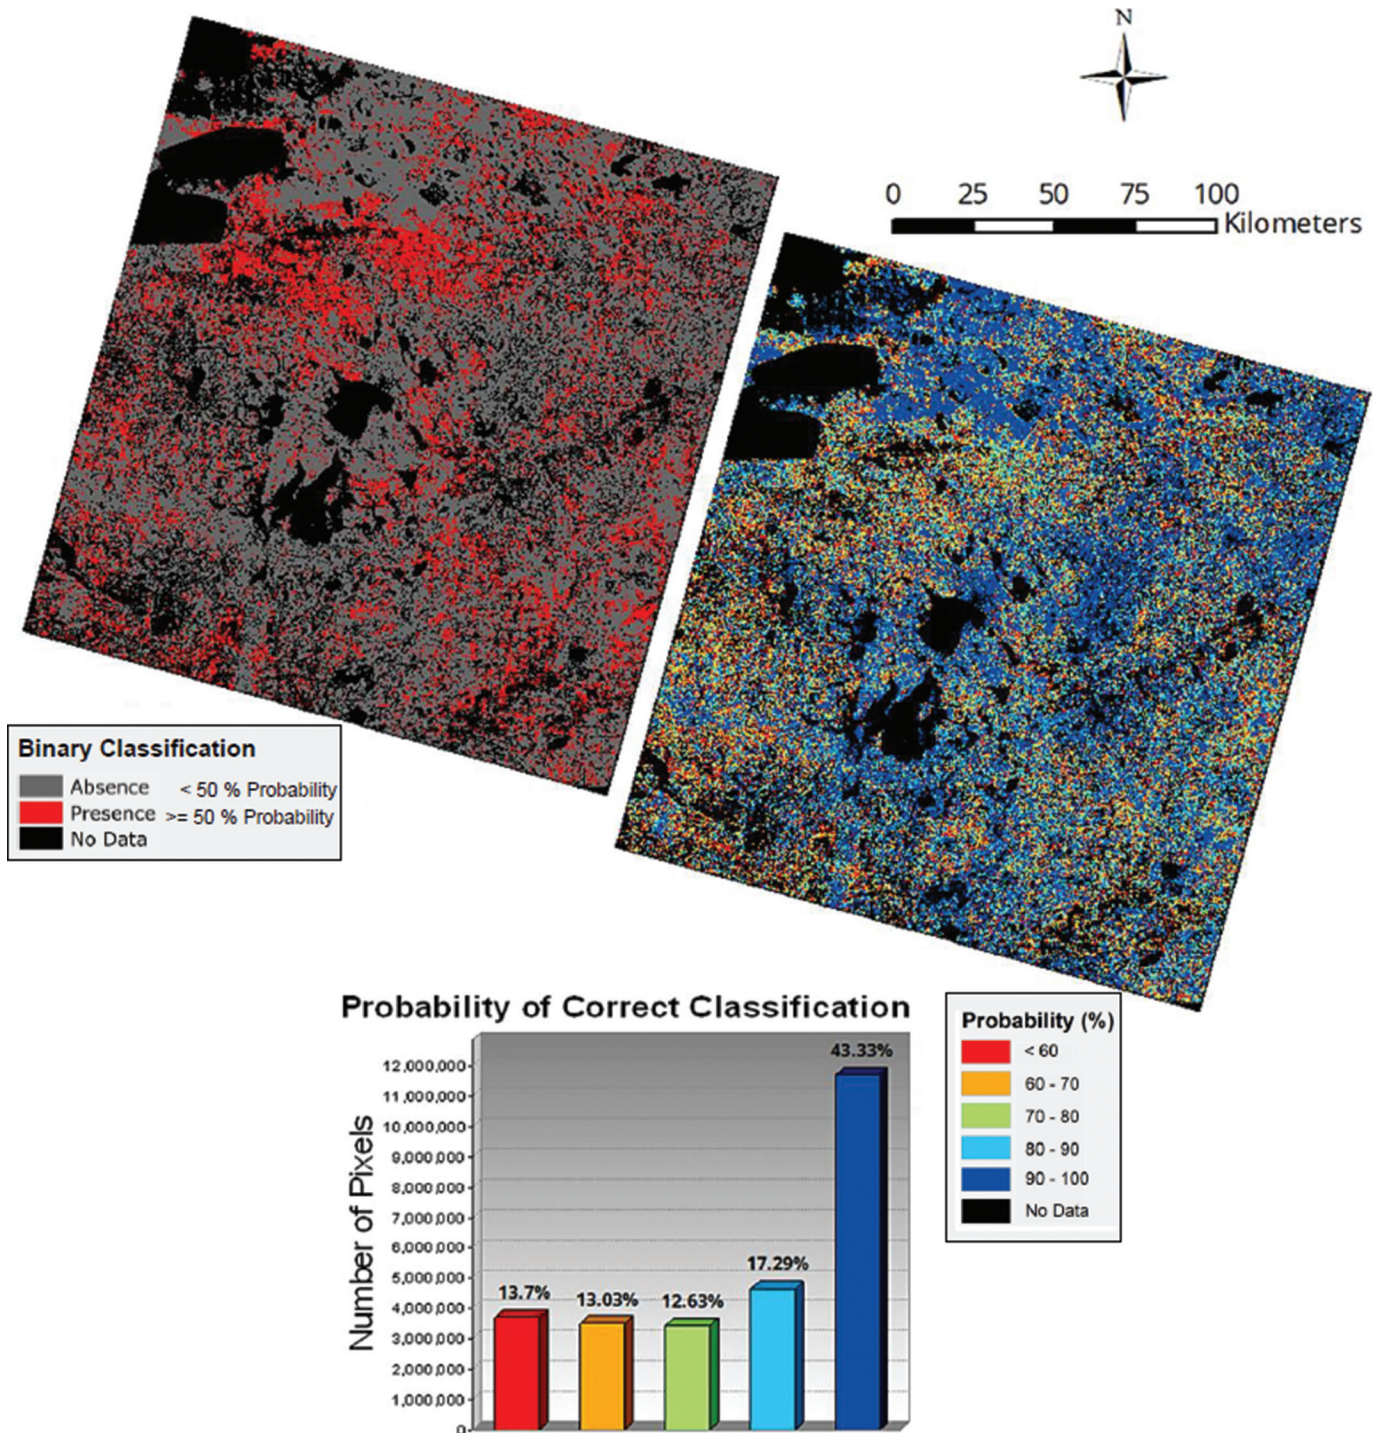 N
0 25 50 75 100
Kilometers
Binary Classification
Absence < 50 % Probability
Presence >= 50 % Probability
No Data
Probability of Correct Classification
Number of Pixels
12,000,000
11,000,000
10,000,000
9,000,000
8,000,000
7,000,000
6,000,000
5,000,000
4,000,000
3,000,000
2,000,000
1,000,000
0
13.7%
13.03%
12.63%
17.29%
43.33%
Probability (%)
< 60
60 - 70
70 - 80
80 - 90
90 - 100
No Data